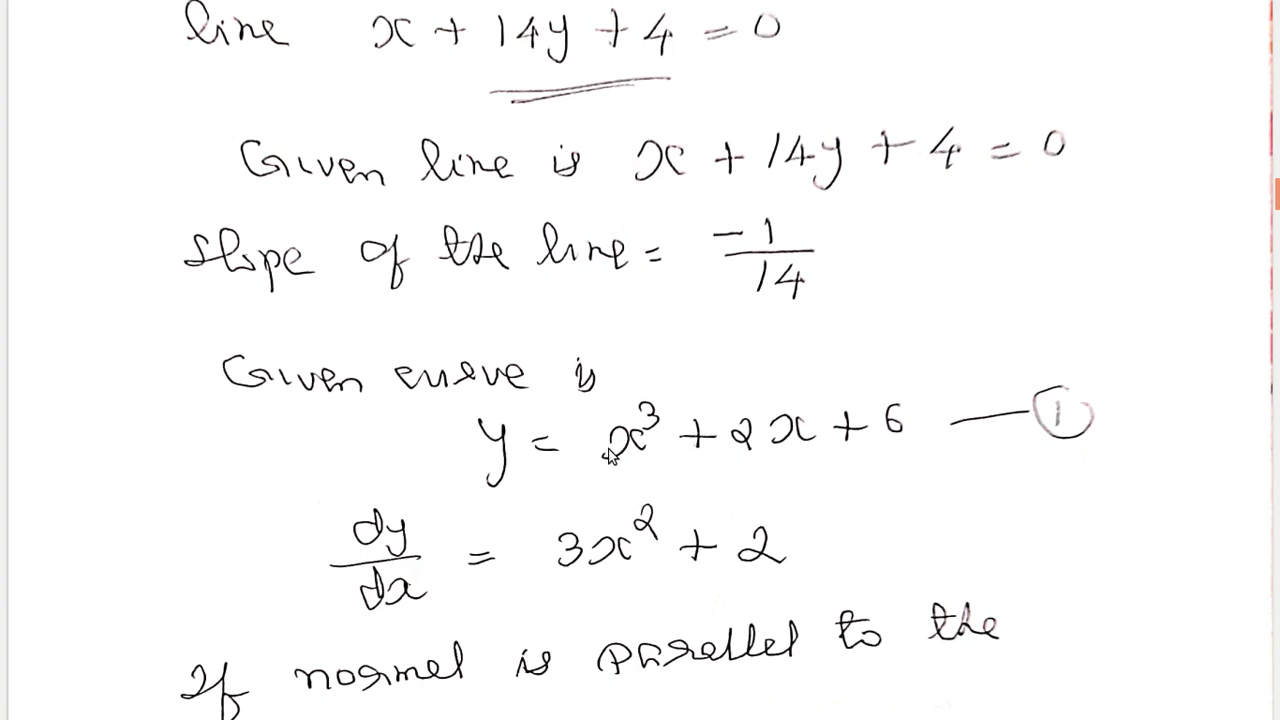 line x + 14y + 4 = 0
Given line is x + 14y + 4 = 0
slope of the line = -1/14
Given curve is
y = x³ + 2x + 6 — ①
dy/dx = 3x² + 2
If normal is parallel to the